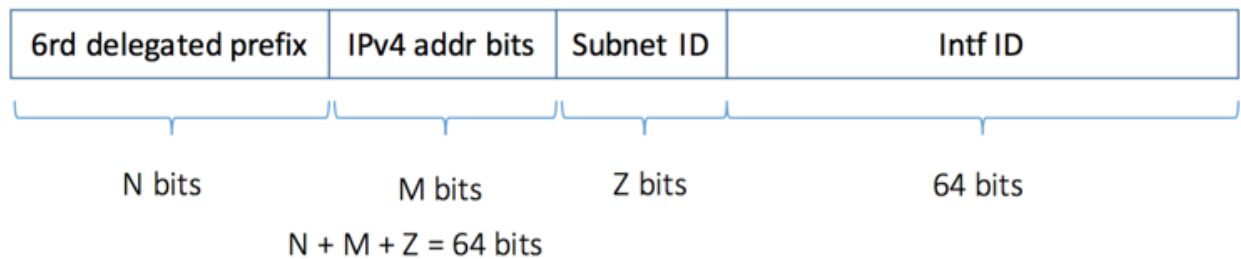 6rd delegated prefix IPv4 addr bits Subnet ID Intf ID
N bits M bits Z bits 64 bits
N + M + Z = 64 bits